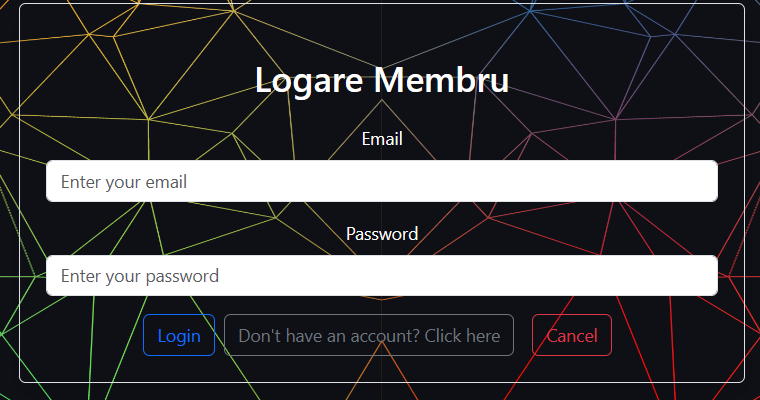 Logare Membru
Email
Enter your email
Password
Enter your password
Login Don't have an account? Click here Cancel